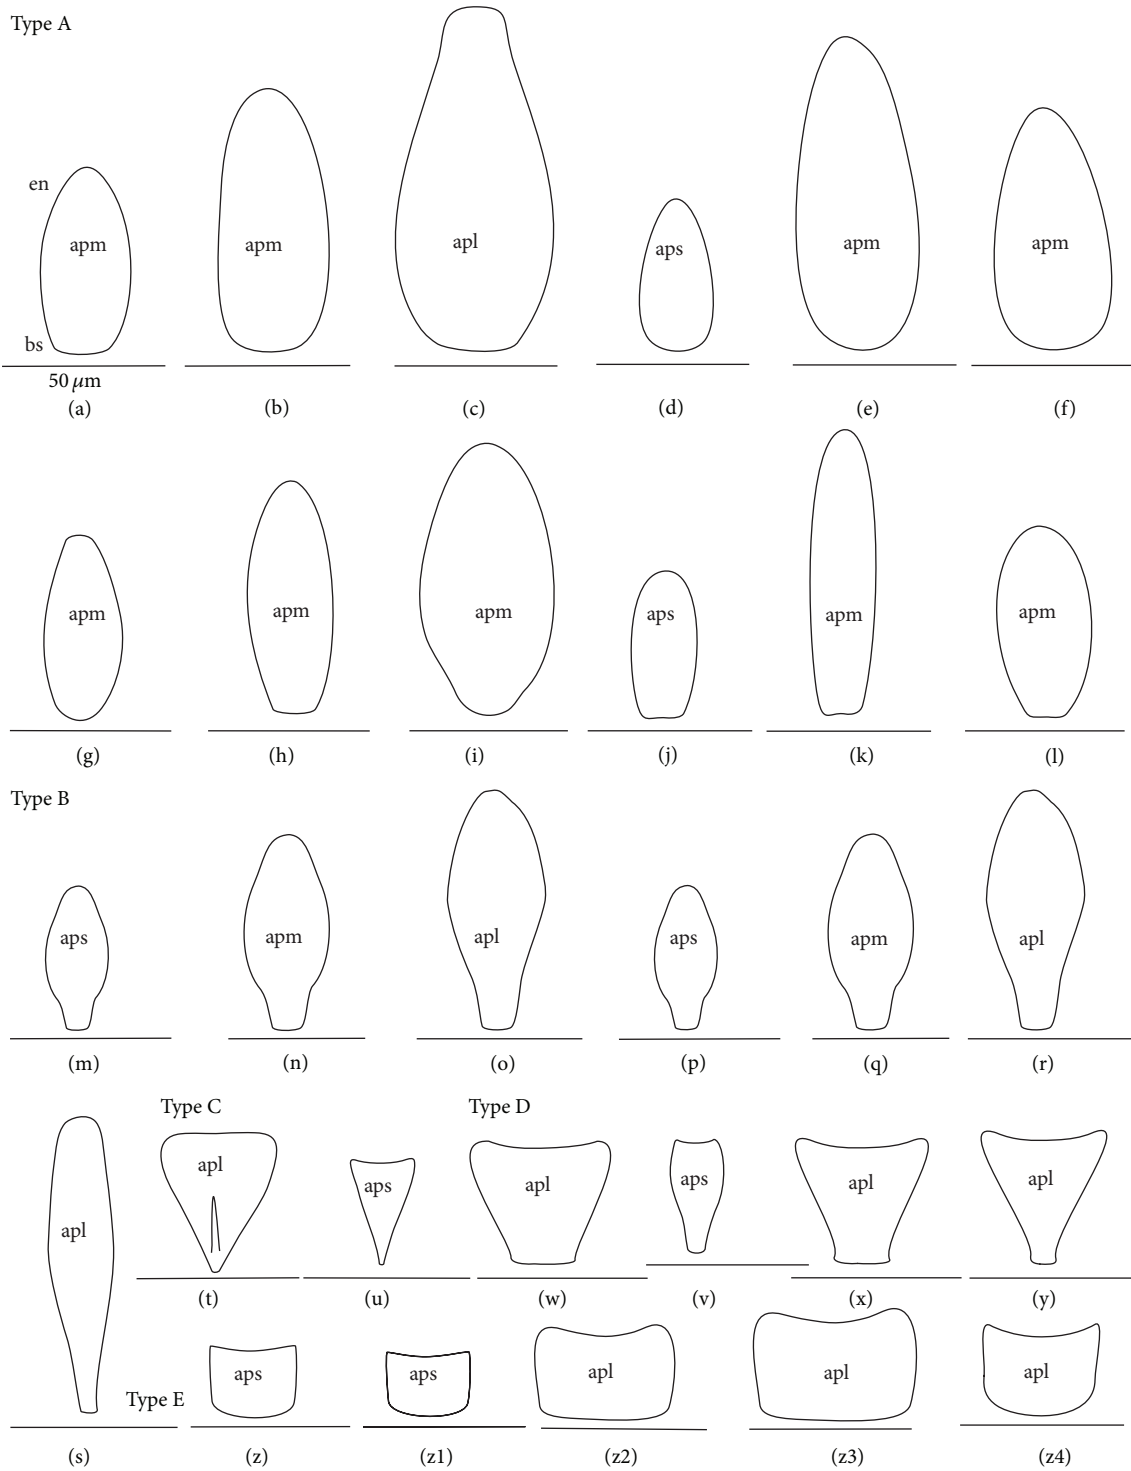 Type A
en
apm apm apl aps apm apm
bs
50 μm
(a) (b) (c) (d) (e) (f)
apm apm apm aps apm apm
(g) (h) (i) (j) (k) (l)
Type B
aps apm apl aps apm apl
(m) (n) (o) (p) (q) (r)
Type C Type D
apl aps apl aps apl apl
apl
(t) (u) (w) (v) (x) (y)
Type E aps aps apl apl apl
(s) (z) (z1) (z2) (z3) (z4)